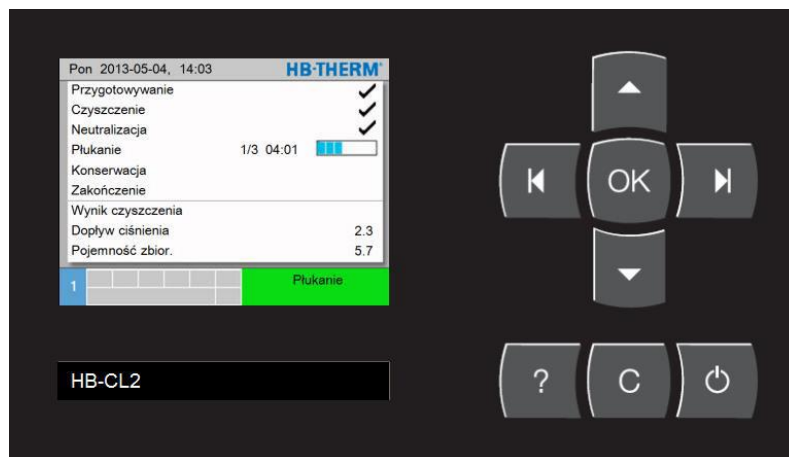 Pon 2013-05-04, 14:03 HB·THERM®
Przygotowywanie
Czyszczenie
Neutralizacja
Płukanie 1/3 04:01
Konserwacja
Zakończenie
Wynik czyszczenia
Dopływ ciśnienia 2.3
Pojemność zbior. 5.7
1 Płukanie
HB-CL2
OK
? C